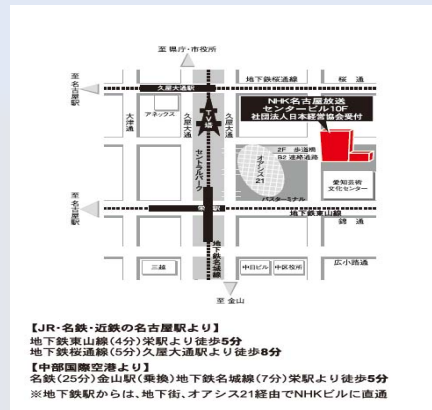 至 県庁・市役所
至名古屋駅
久屋大通駅
地下鉄桜通線
桜 通
NHK名古屋放送
センタービル10F
社団法人日本経営協会受付
アネックス
TV塔
大津通
久屋大通
久屋大通
セントラルパーク
2F 歩道橋
B2 連絡通路
オアシス21
愛知芸術
文化センター
バスターミナル
至名古屋駅
栄駅
地下鉄東山線
錦 通
地下鉄名城線
三越
中日ビル
中区役所
広小路通
至 金山
【JR・名鉄・近鉄の名古屋駅より】
地下鉄東山線(4分)栄駅より徒歩5分
地下鉄桜通線(5分)久屋大通駅より徒歩8分
【中部国際空港より】
名鉄(25分)金山駅(乗換)地下鉄名城線(7分)栄駅より徒歩5分
※地下鉄駅からは、地下街、オアシス21経由でNHKビルに直通